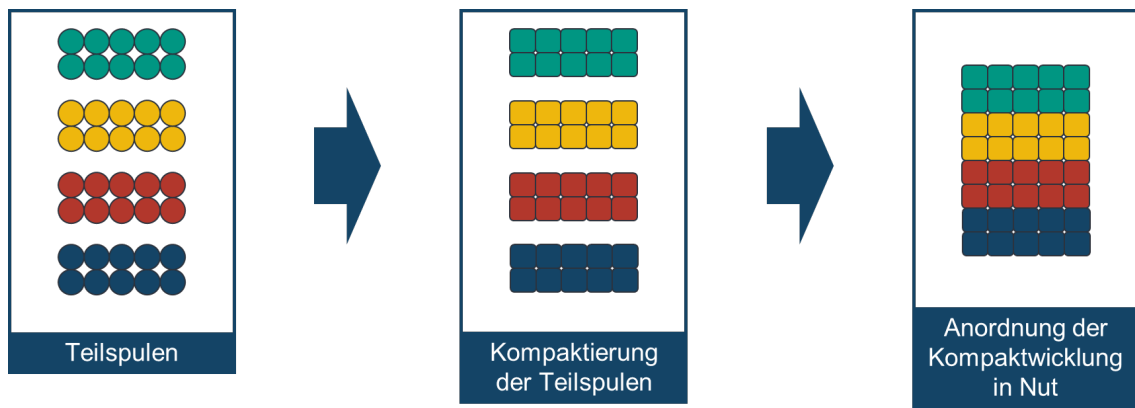 Teilspulen
Kompaktierung
der Teilspulen
Anordnung der
Kompaktwicklung
in Nut